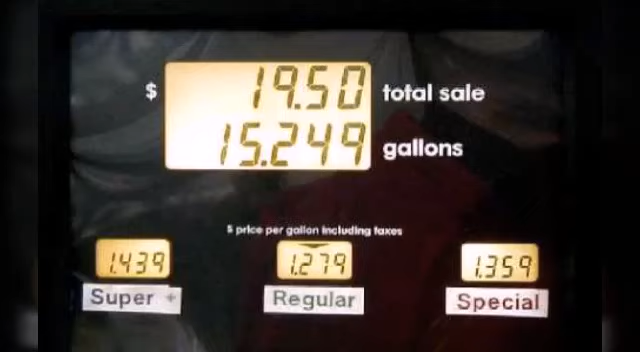 $ 19.50 total sale
15.249 gallons
$ price per gallon including taxes
1.439 1.279 1.359
Super + Regular Special